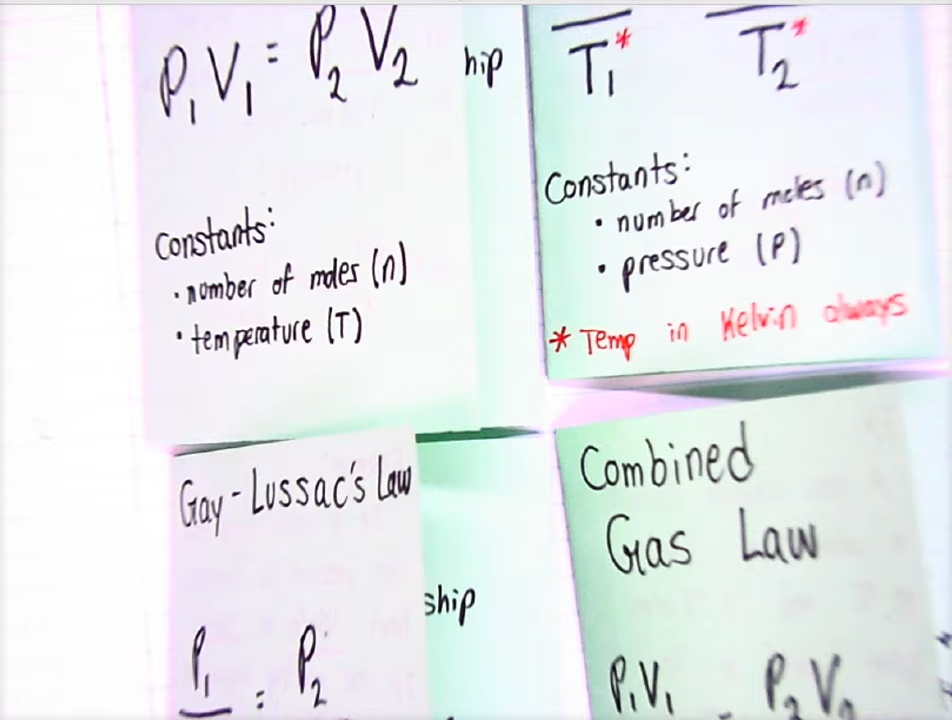 P₁V₁ = P₂V₂
hip
T₁* T₂*
Constants:
• number of moles (n)
• temperature (T)
Constants:
• number of moles (n)
• pressure (P)
* Temp in Kelvin always
Gay-Lussac's Law
ship
P₁ = P₂
Combined
Gas Law
P₁V₁ = P₂V₂